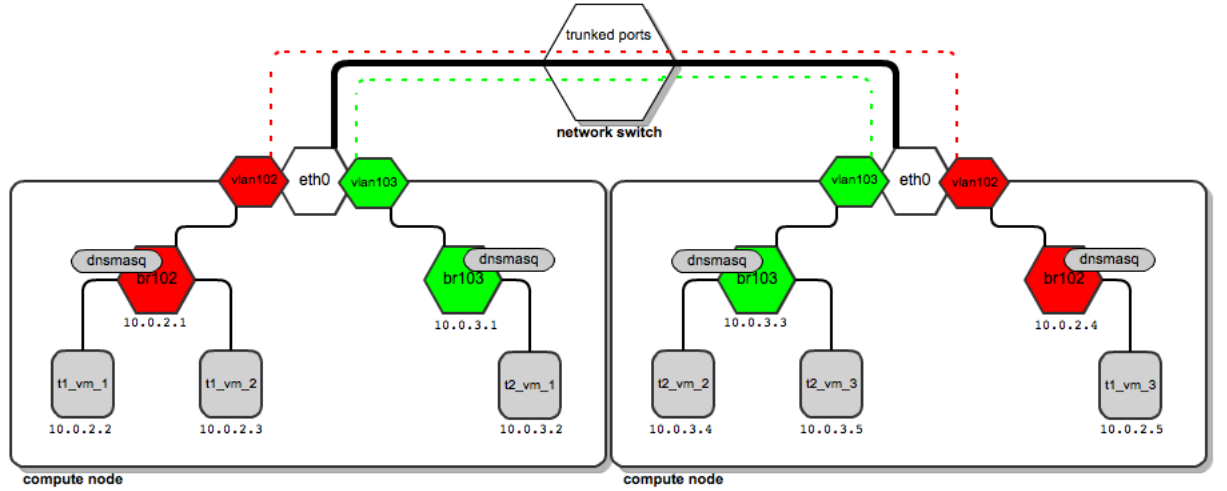 trunked ports
network switch
vlan102
eth0
vlan103
vlan103
eth0
vlan102
dnsmasq
br102
10.0.2.1
dnsmasq
br103
10.0.3.1
dnsmasq
br103
10.0.3.3
dnsmasq
br102
10.0.2.4
t1_vm_1
10.0.2.2
t1_vm_2
10.0.2.3
t2_vm_1
10.0.3.2
t2_vm_2
10.0.3.4
t2_vm_3
10.0.3.5
t1_vm_3
10.0.2.5
compute node
compute node